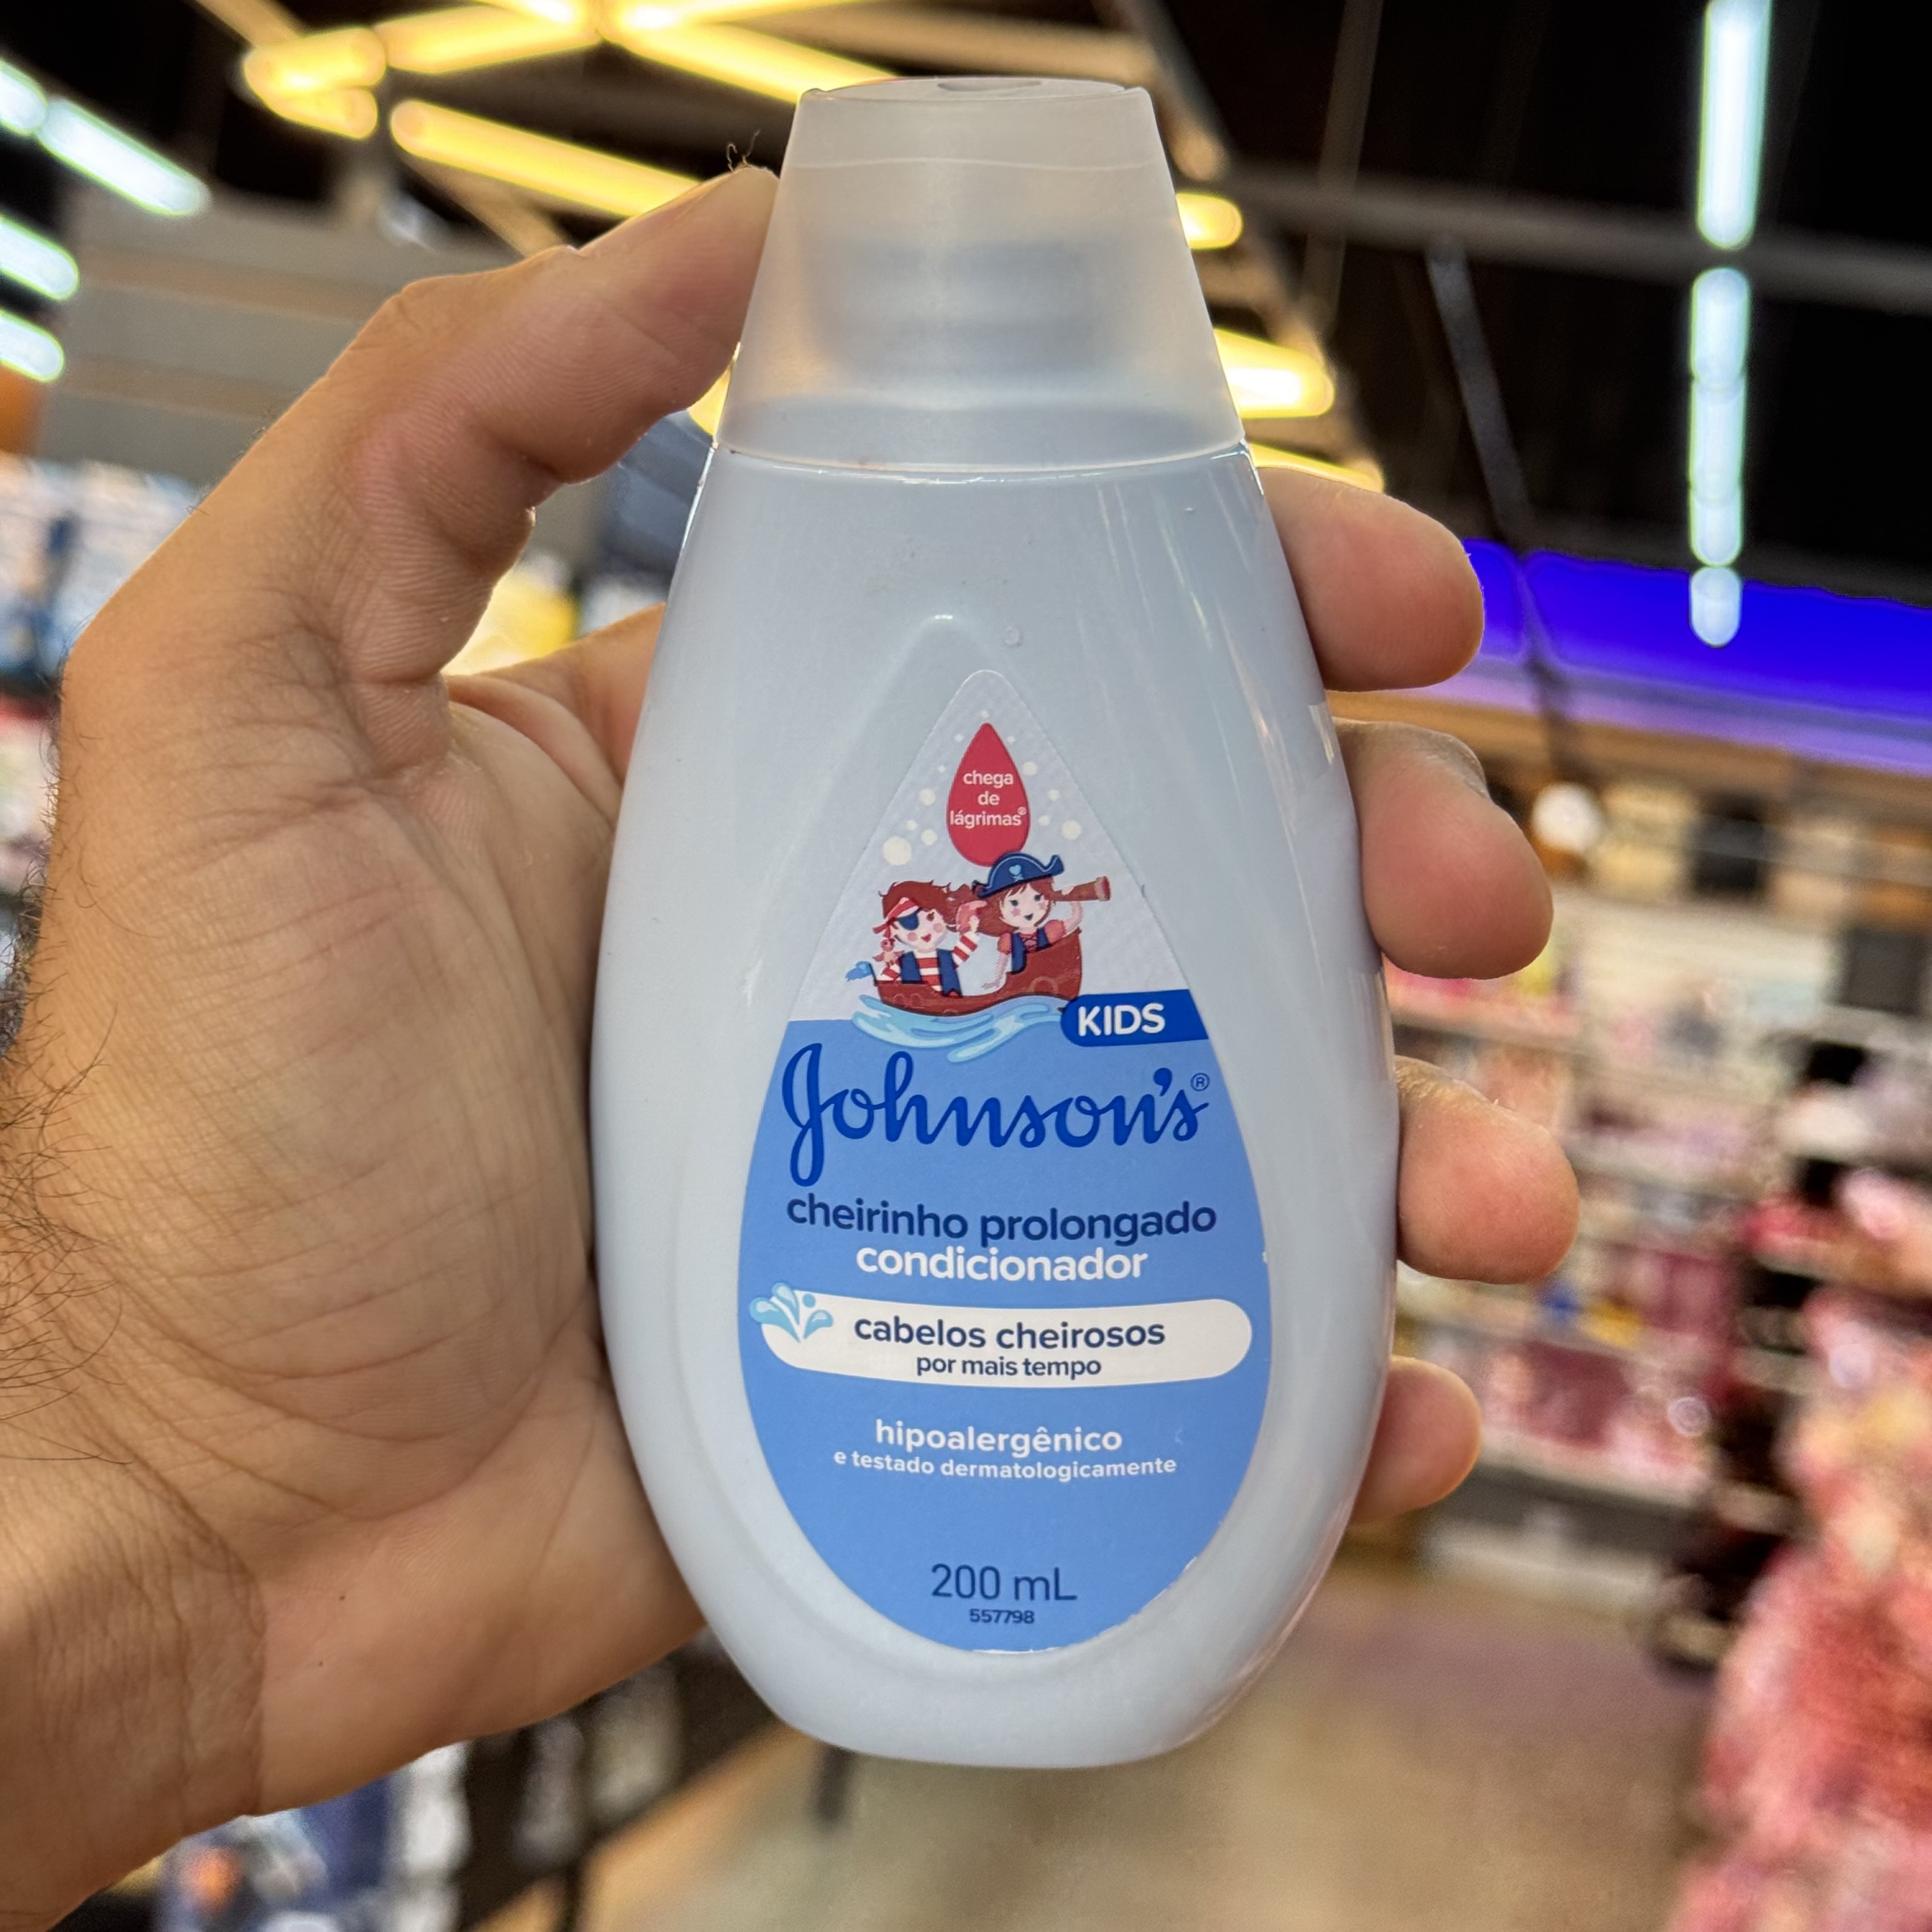 chega
de
lágrimas®
KIDS
Johnson's®
cheirinho prolongado
condicionador
cabelos cheirosos
por mais tempo
hipoalergênico
e testado dermatologicamente
200 mL
557798